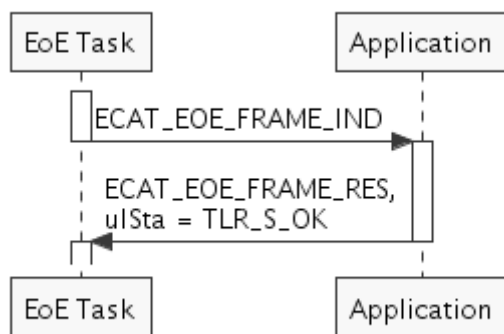 EoE Task
Application
ECAT_EOE_FRAME_IND
ECAT_EOE_FRAME_RES,
ulSta = TLR_S_OK
EoE Task
Application